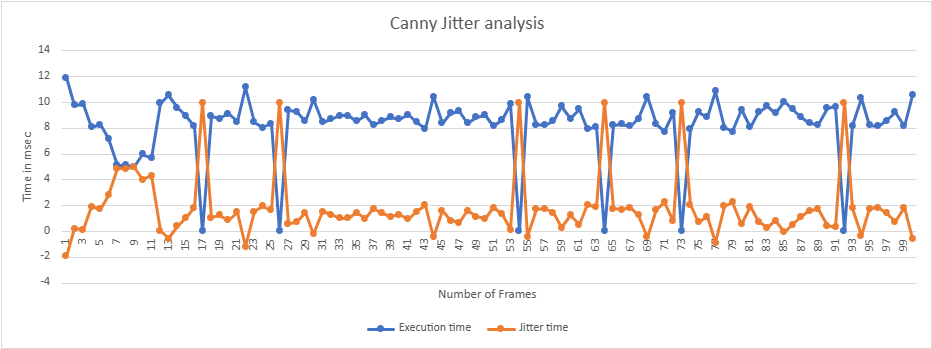 Canny Jitter analysis
14
12
10
8
6
4
2
0
-2
-4
Time in msec
1 3 5 7 9 11 13 15 17 19 21 23 25 27 29 31 33 35 37 39 41 43 45 47 49 51 53 55 57 59 61 63 65 67 69 71 73 75 77 79 81 83 85 87 89 91 93 95 97 99
Number of Frames
Execution time Jitter time